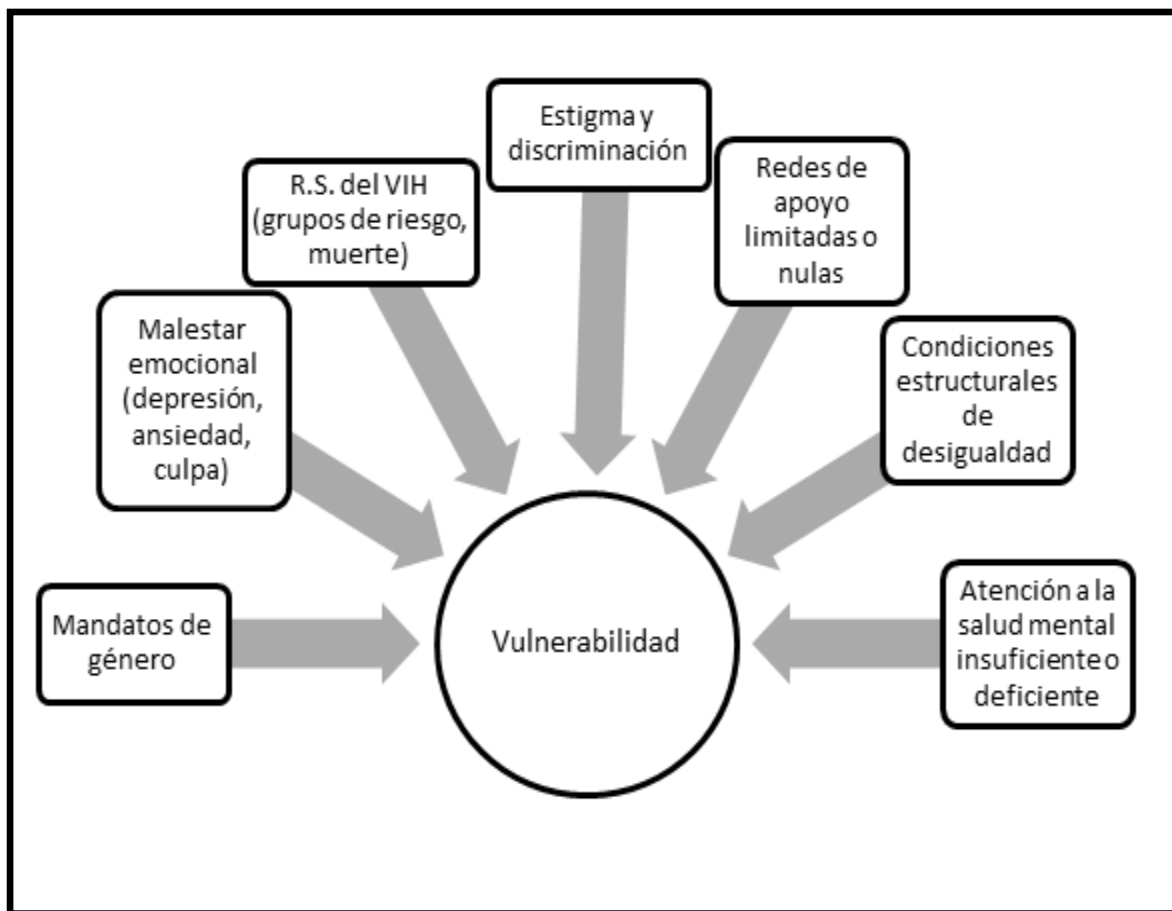 Estigma y
discriminación
R.S. del VIH
(grupos de riesgo,
muerte)
Redes de
apoyo
limitadas o
nulas
Malestar
emocional
(depresión,
ansiedad,
culpa)
Condiciones
estructurales
de
desigualdad
Mandatos de
género
Vulnerabilidad
Atención a la
salud mental
insuficiente o
deficiente